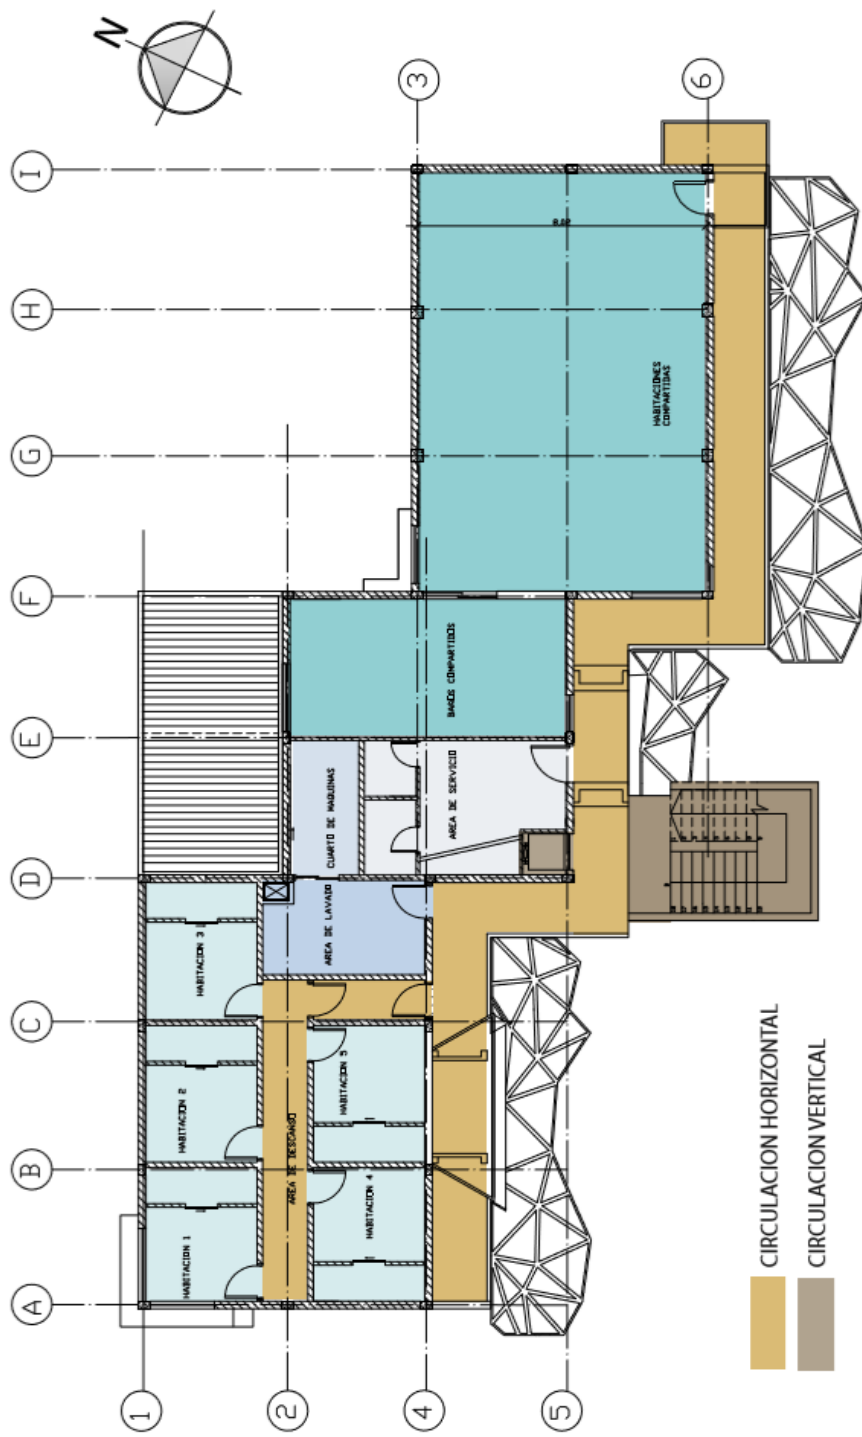 N
I
H
G
F
E
D
C
B
A
3
6
1
2
4
5
8.00
HABITACIONES
COMPARTIDAS
BAÑOS COMPARTIDOS
CUARTO DE MAQUINAS
AREA DE SERVICIO
AREA DE LAVADO
HABITACION 3
HABITACION 2
HABITACION 1
AREA DE DESCANSO
HABITACION 5
HABITACION 4
CIRCULACION HORIZONTAL
CIRCULACION VERTICAL